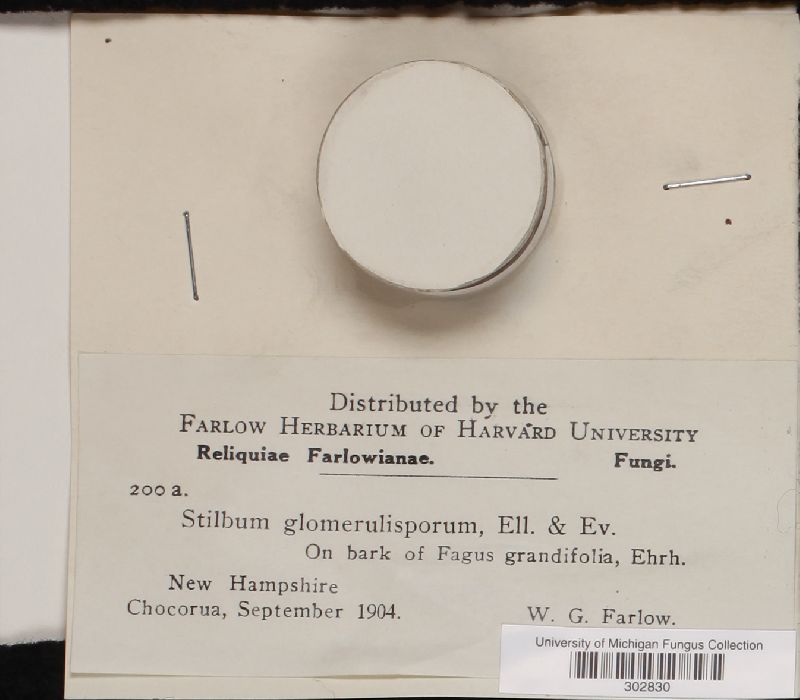 Distributed by the
FARLOW HERBARIUM OF HARVARD UNIVERSITY
Reliquiae Farlowianae. Fungi.
200 a.
Stilbum glomerulisporum, Ell. & Ev.
On bark of Fagus grandifolia, Ehrh.
New Hampshire
Chocorua, September 1904. W. G. Farlow.
University of Michigan Fungus Collection
302830